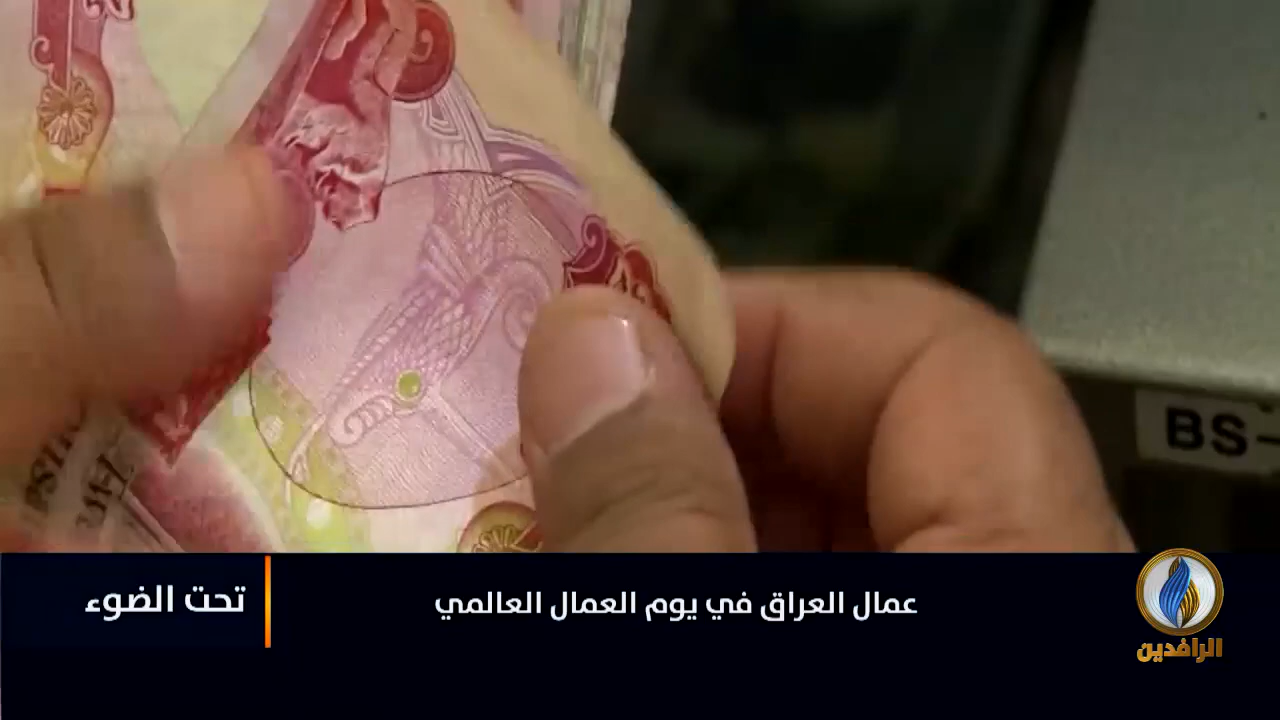 BS-
عمال العراق في يوم العمال العالمي
تحت الضوء
الرافدين